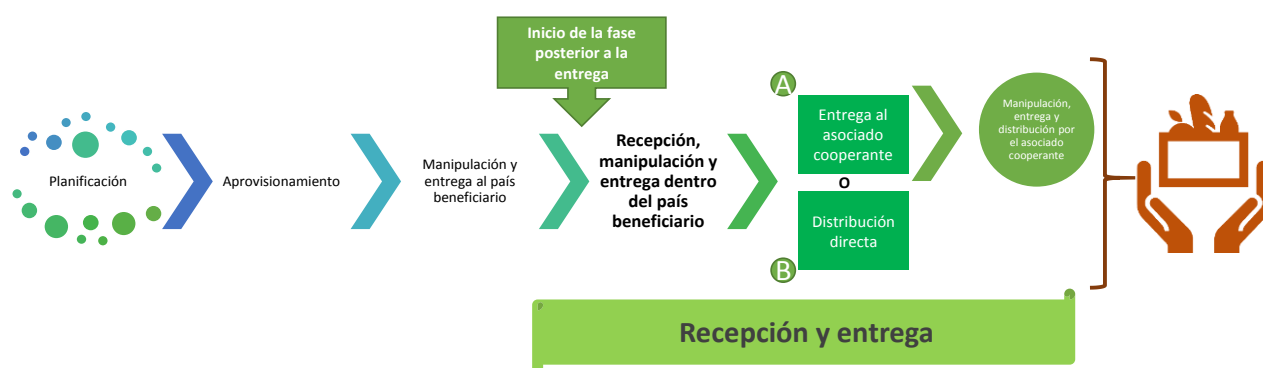 Inicio de la fase
posterior a la
entrega
Planificación
Aprovisionamiento
Manipulación y
entrega al país
beneficiario
Recepción,
manipulación y
entrega dentro
del país
beneficiario
A
Entrega al
asociado
cooperante
O
Distribución
directa
B
Manipulación,
entrega y
distribución por
el asociado
cooperante
Recepción y entrega